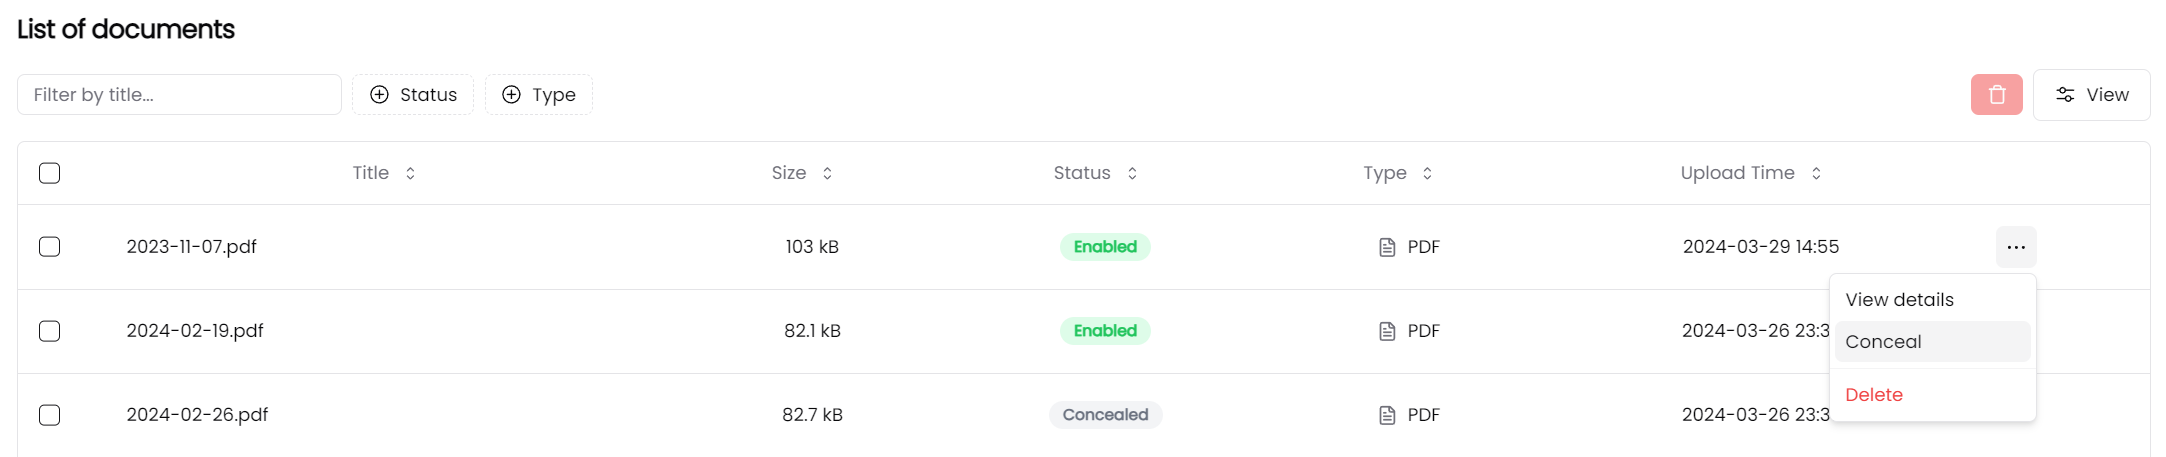 List of documents
Filter by title... Status Type View
Title Size Status Type Upload Time
2023-11-07.pdf 103 kB Enabled PDF 2024-03-29 14:55 ...
View details
2024-02-19.pdf 82.1 kB Enabled PDF 2024-03-26 23:3
Conceal
Delete
2024-02-26.pdf 82.7 kB Concealed PDF 2024-03-26 23:3